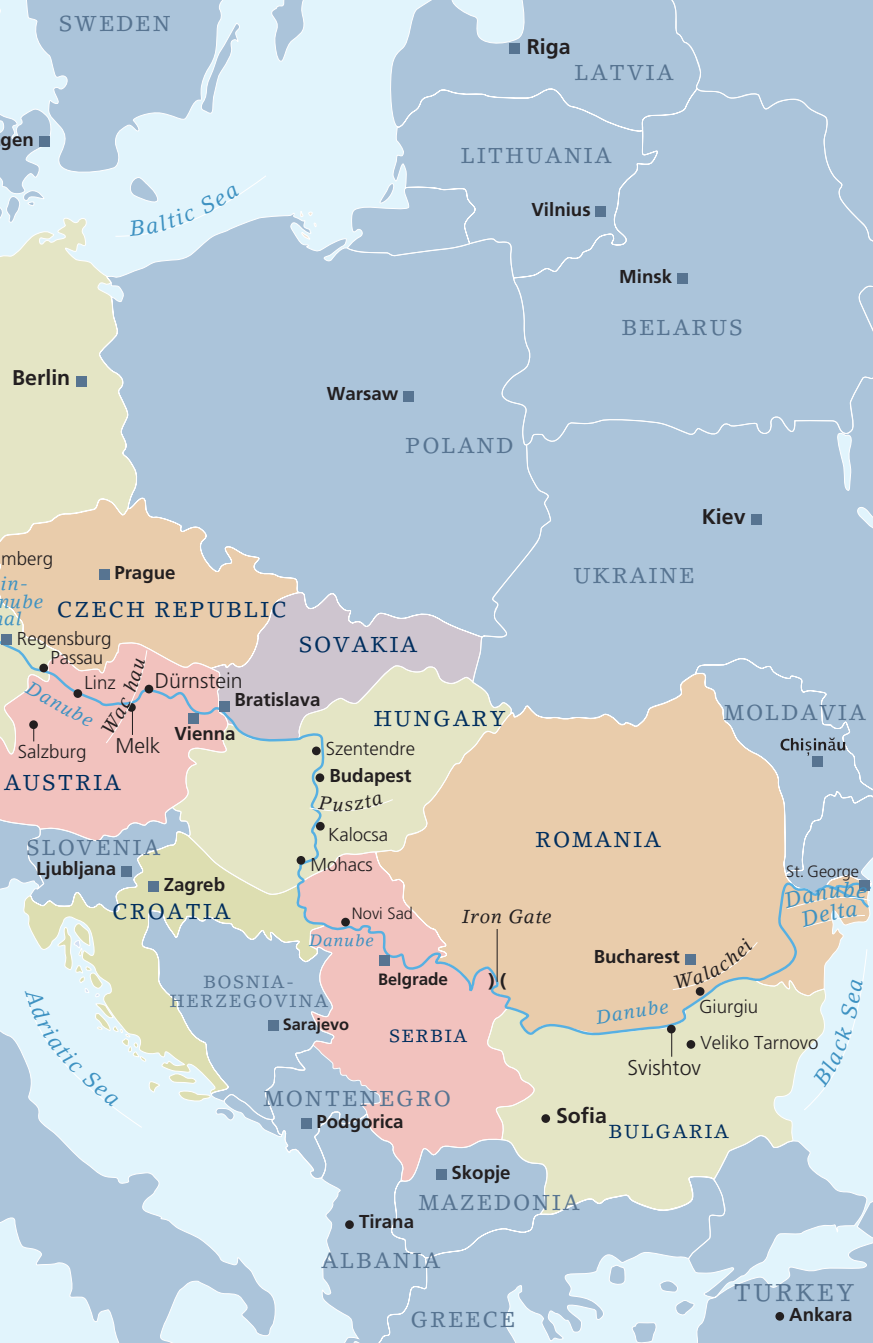 SWEDEN
Riga
LATVIA
gen
LITHUANIA
Vilnius
Baltic Sea
Minsk
BELARUS
Berlin
Warsaw
POLAND
Kiev
UKRAINE
mberg
in-
nube
nal
Prague
CZECH REPUBLIC
Regensburg
Passau
SOVAKIA
Linz
Wachau
Dürnstein
Danube
Bratislava
HUNGARY
MOLDAVIA
Vienna
Salzburg
Melk
Szentendre
Chișinău
AUSTRIA
Budapest
Puszta
Kalocsa
ROMANIA
SLOVENIA
Ljubljana
Mohacs
St. George
Zagreb
CROATIA
Danube
Delta
Novi Sad
Iron Gate
Danube
Bucharest
Walachei
Belgrade
BOSNIA-
HERZEGOVINA
Giurgiu
Danube
Sarajevo
SERBIA
Veliko Tarnovo
Svishtov
Adriatic Sea
Black Sea
MONTENEGRO
Podgorica
Sofia
BULGARIA
Skopje
MAZEDONIA
Tirana
ALBANIA
TURKEY
Ankara
GREECE